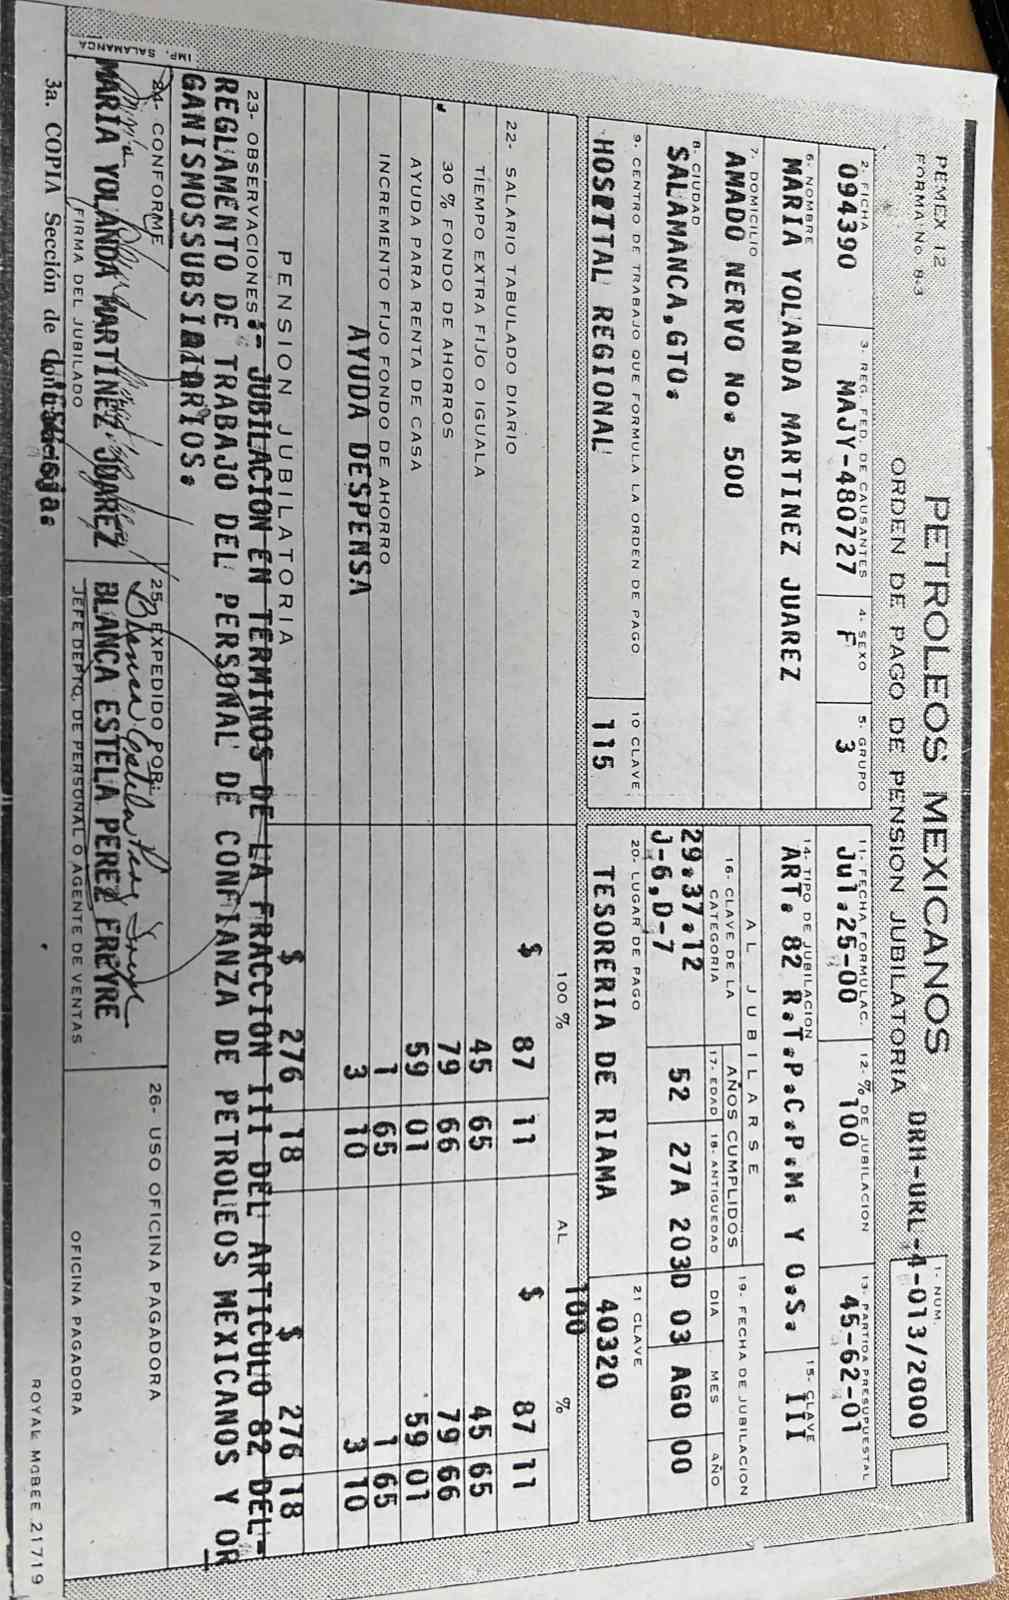 PEMEX 12
FORMA No 8-3
PETROLEOS MEXICANOS
ORDEN DE PAGO DE PENSION JUBILATORIA
1- NUM.
DRH-URL-4-013/2000
2. FICHA
094390
3. REG. FED. DE CAUSANTES
MAJY-480727
4- SEXO
F
5. GRUPO
3
11- FECHA FORMULAC.
Jul.25-00
12- % DE JUBILACION
100
13- PARTIDA PRESUPUESTAL
45-62-01
6. NOMBRE
MARIA YOLANDA MARTINEZ JUAREZ
14- TIPO DE JUBILACION
ART. 82 R.T.P.C.P.M. Y O.S.
15- CLAVE
III
7. DOMICILIO
AMADO NERVO No. 500
AL JUBILARSE
8. CIUDAD
SALAMANCA,GTO.
16- CLAVE DE LA CATEGORIA
29.37.12
J-6,D-7
AÑOS CUMPLIDOS
17- EDAD
52
18- ANTIGUEDAD
27A 203D
19- FECHA DE JUBILACION
DIA MES AÑO
03 AGO 00
9. CENTRO DE TRABAJO QUE FORMULA LA ORDEN DE PAGO
HOSPITAL REGIONAL
10 CLAVE
115
20- LUGAR DE PAGO
TESORERIA DE RIAMA
21 CLAVE
40320
100 % AL 100 %
22- SALARIO TABULADO DIARIO $ 87 11 $ 87 11
TIEMPO EXTRA FIJO O IGUALA 45 65 45 65
30 % FONDO DE AHORROS 79 66 79 66
AYUDA PARA RENTA DE CASA 59 01 59 01
INCREMENTO FIJO FONDO DE AHORRO 1 65 1 65
AYUDA DESPENSA 3 10 3 10
PENSION JUBILATORIA $ 276 18 $ 276 18
23- OBSERVACIONES:- JUBILACION EN TERMINOS DE LA FRACCION III DEL ARTICULO 82 DEL-
REGLAMENTO DE TRABAJO DEL PERSONAL DE CONFIANZA DE PETROLEOS MEXICANOS Y OR
GANISMOSSUBSIDIARIOS.
24- CONFORME
MARIA YOLANDA MARTINEZ JUAREZ
(FIRMA DEL JUBILADO
25- EXPEDIDO POR:
BLANCA ESTELA PEREZ FREYRE
JEFE DEPTO. DE PERSONAL O AGENTE DE VENTAS
26- USO OFICINA PAGADORA
OFICINA PAGADORA
IMP. SALAMANCA
3a. COPIA Sección de
ROYAL McBEE 21719